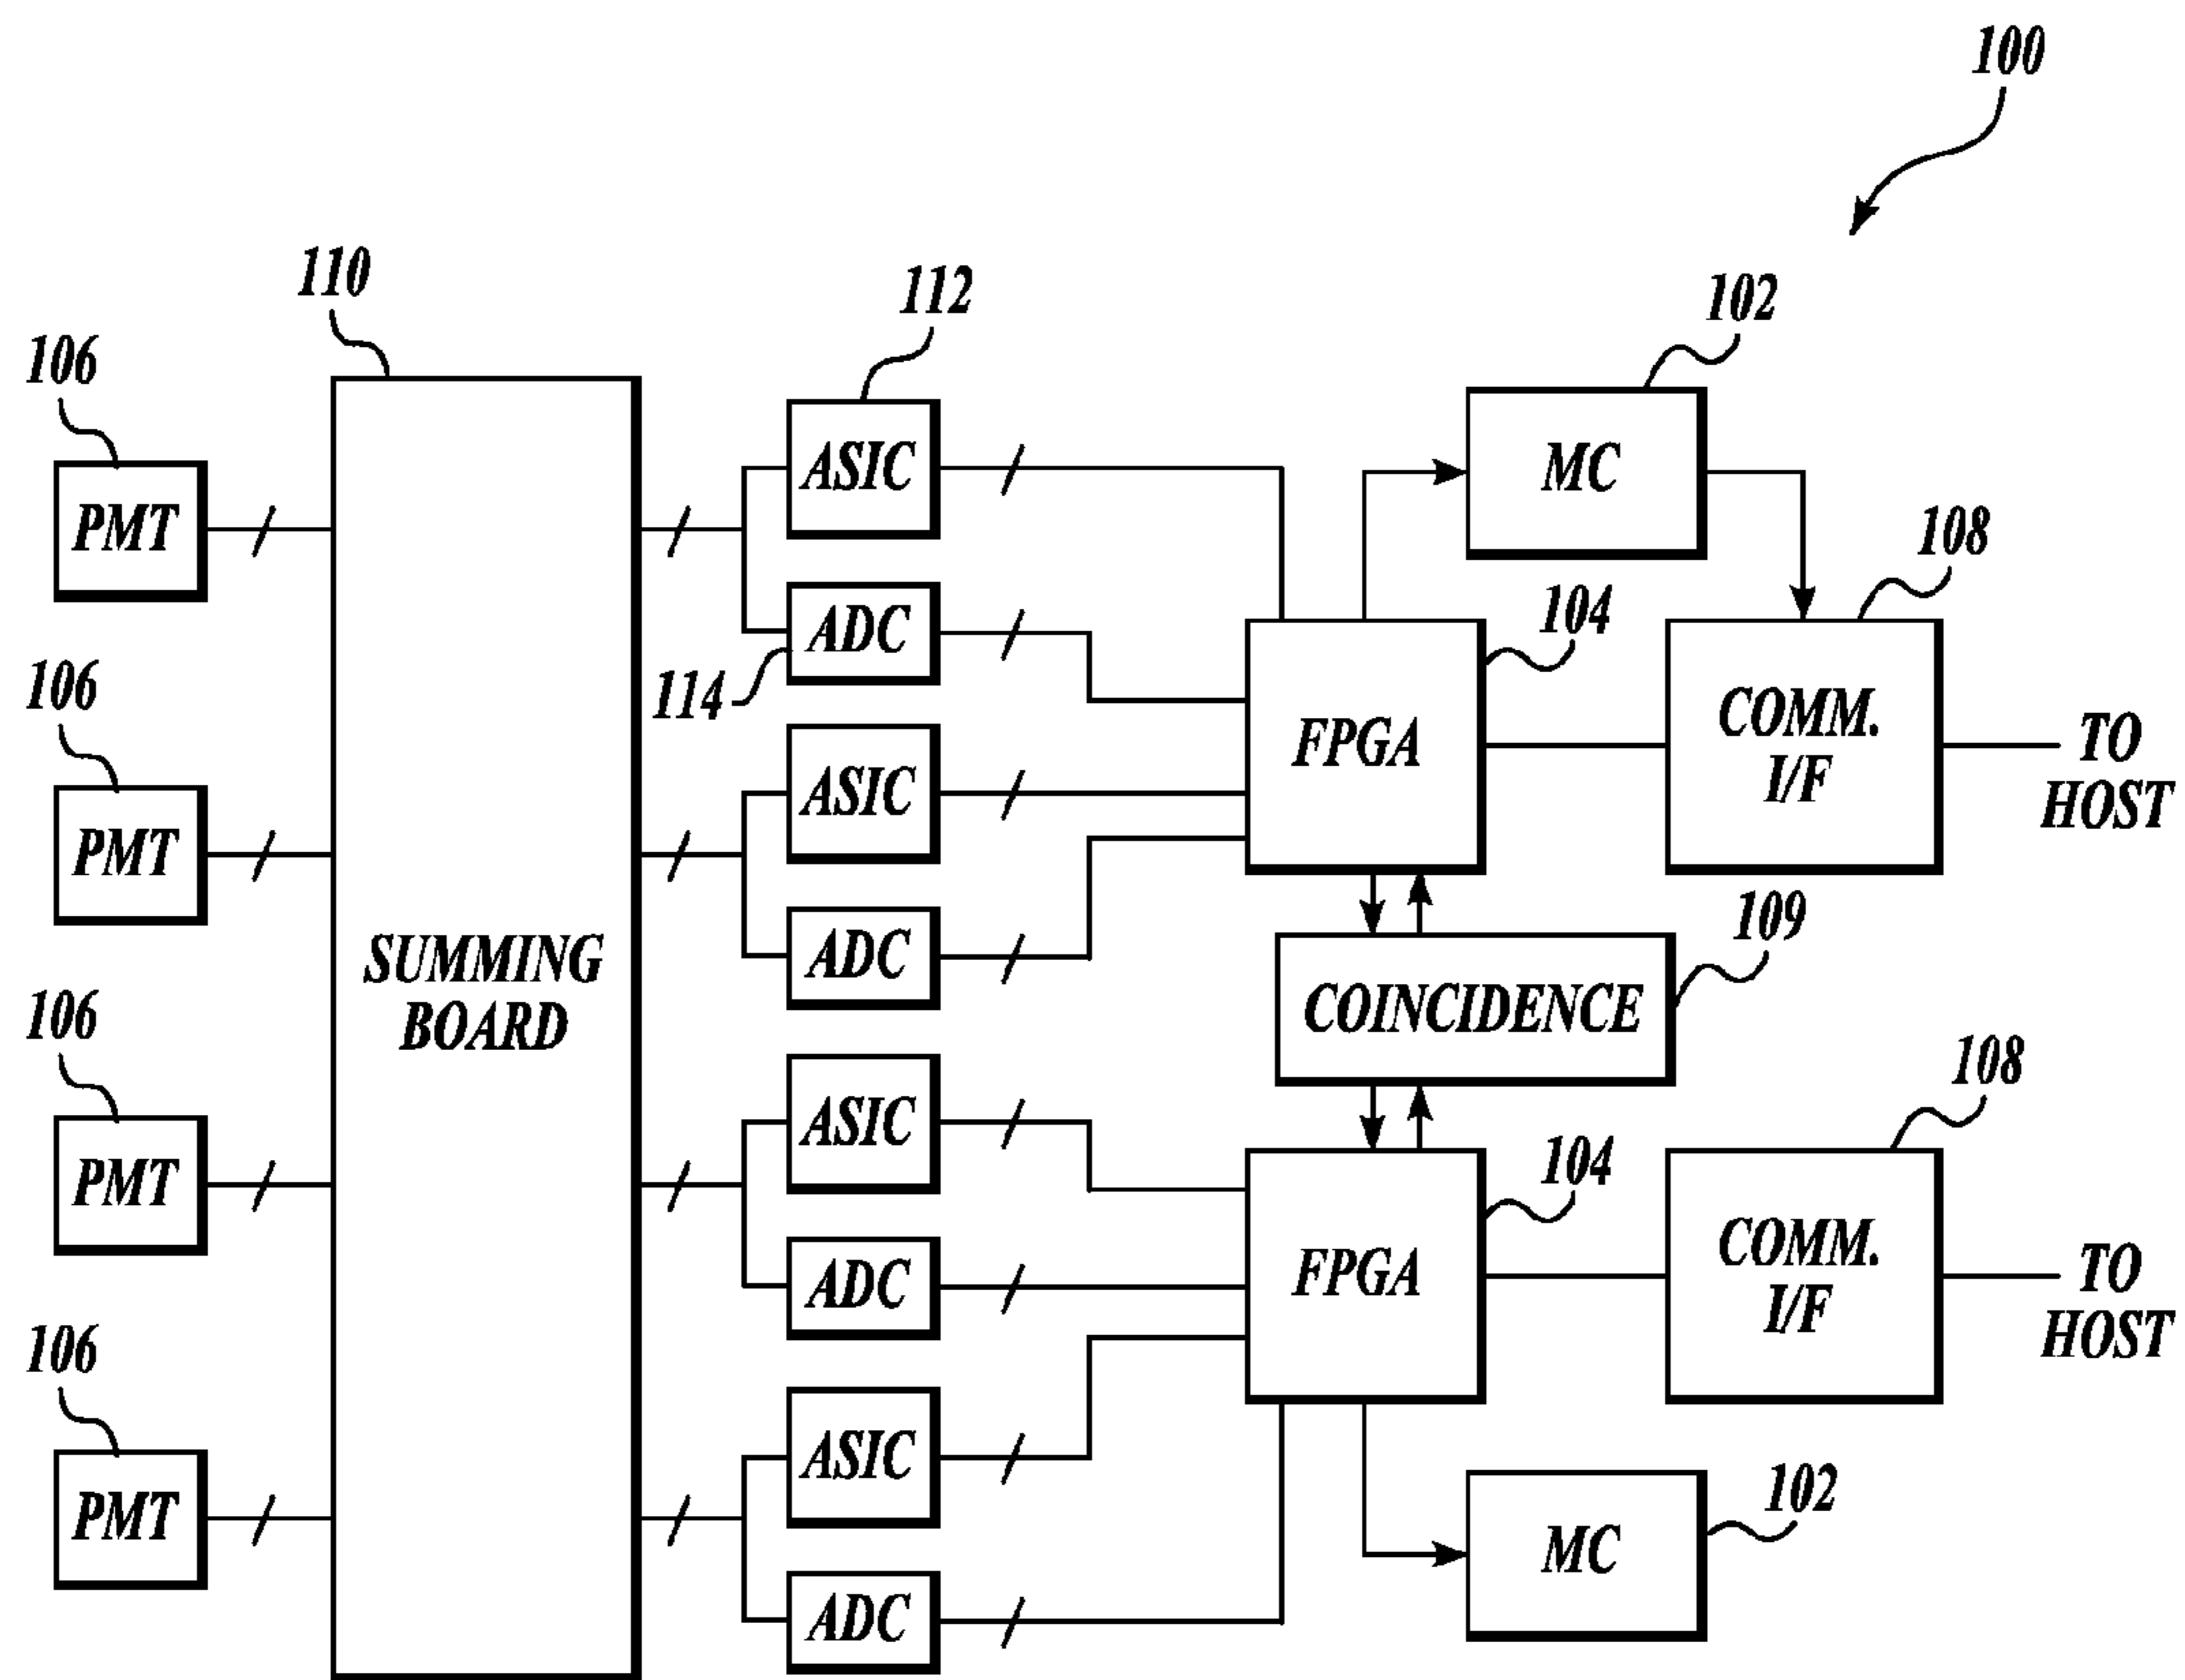 100
110
112
102
106
ASIC
MC
108
PMT
104
ADC
114
106
COMM.
I/F
FPGA
TO
HOST
ASIC
PMT
109
SUMMING
BOARD
ADC
COINCIDENCE
106
108
ASIC
104
PMT
COMM.
I/F
FPGA
TO
HOST
ADC
106
ASIC
102
PMT
MC
ADC